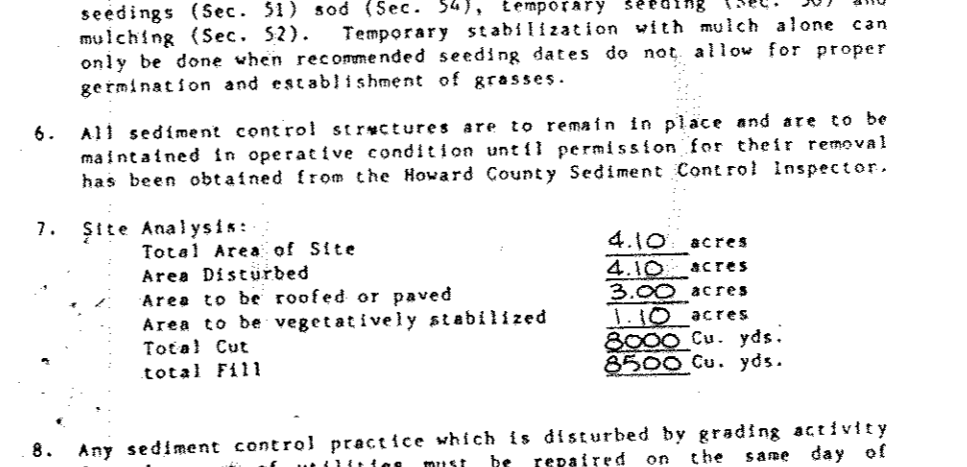 seedings (Sec. 51) sod (Sec. 54), temporary seeding (Sec. 50) and
mulching (Sec. 52). Temporary stabilization with mulch alone can
only be done when recommended seeding dates do not allow for proper
germination and establishment of grasses.
6. All sediment control structures are to remain in place and are to be
maintained in operative condition until permission for their removal
has been obtained from the Howard County Sediment Control Inspector.
7. Site Analysis:
Total Area of Site 4.10 acres
Area Disturbed 4.10 acres
Area to be roofed or paved 3.00 acres
Area to be vegetatively stabilized 1.10 acres
Total Cut 8000 Cu. yds.
total Fill 8500 Cu. yds.
8. Any sediment control practice which is disturbed by grading activity
of utilities must be repaired on the same day of